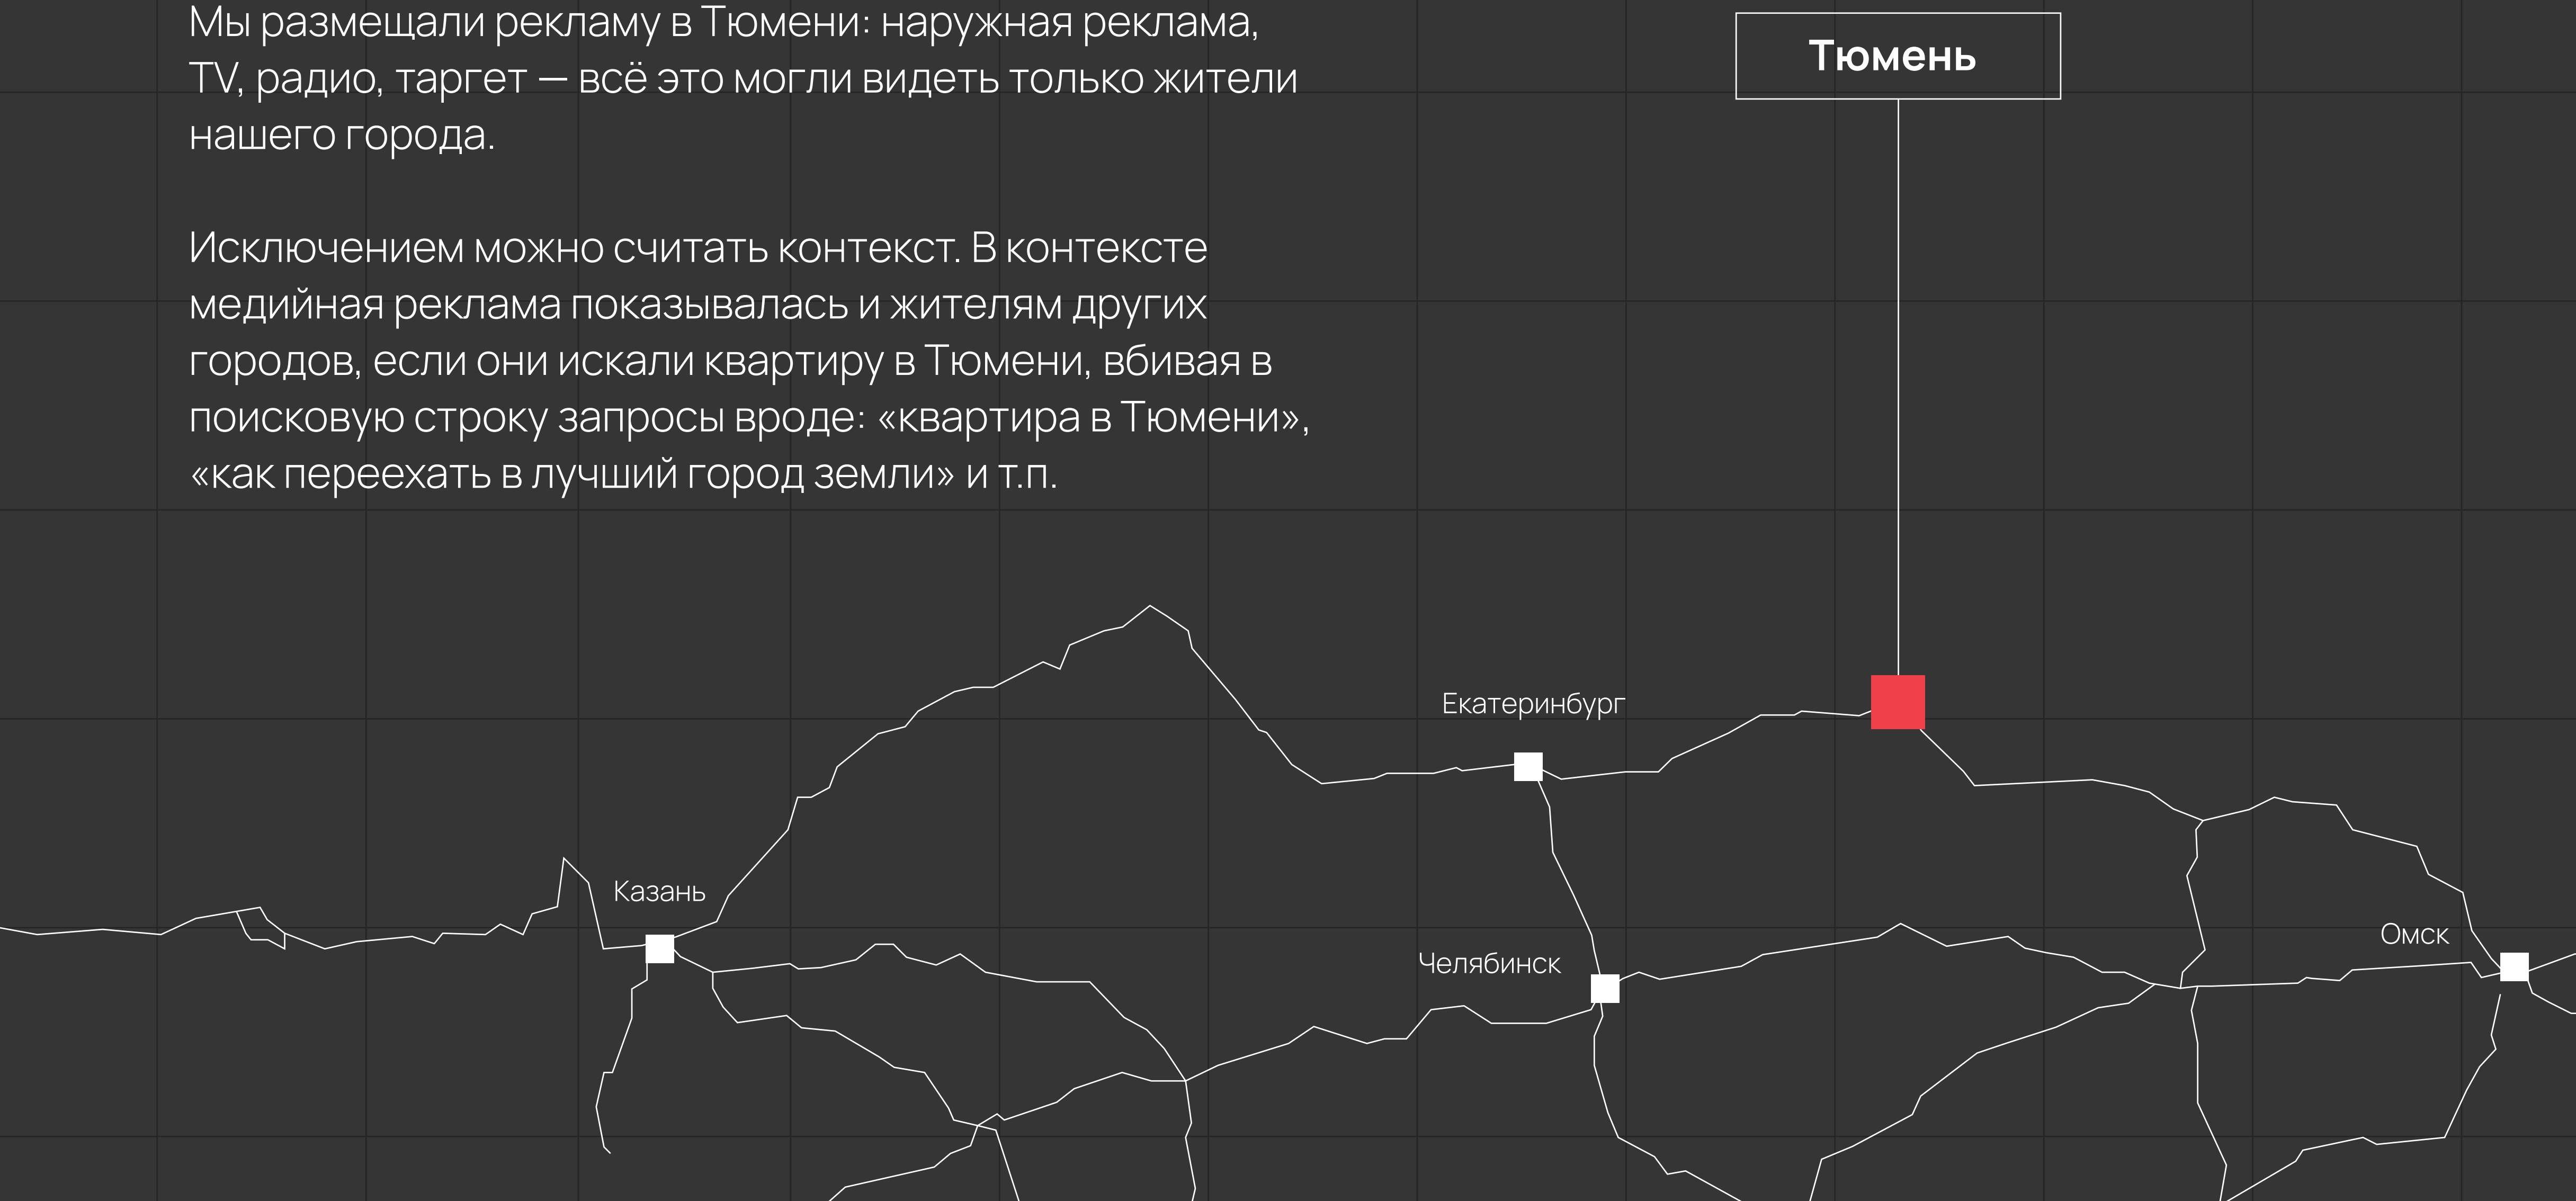 Мы размещали рекламу в Тюмени: наружная реклама,
TV, радио, таргет — всё это могли видеть только жители
нашего города.
Исключением можно считать контекст. В контексте
медийная реклама показывалась и жителям других
городов, если они искали квартиру в Тюмени, вбивая в
поисковую строку запросы вроде: «квартира в Тюмени»,
«как переехать в лучший город земли» и т.п.
Тюмень
Екатеринбург
Казань
Челябинск
Омск